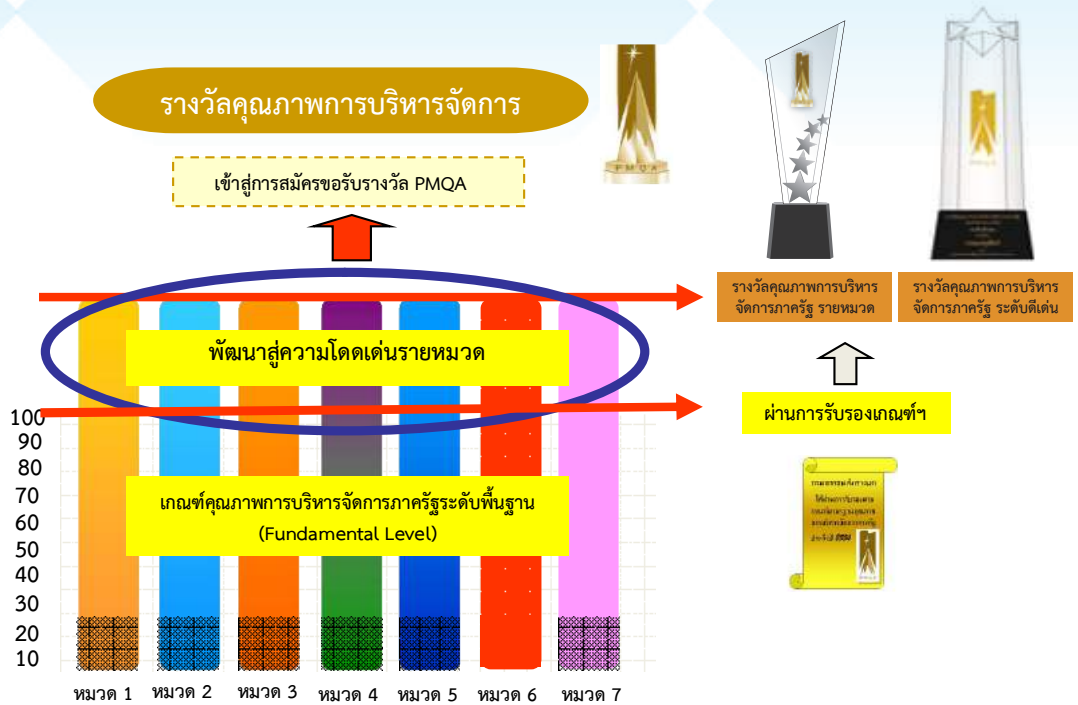 รางวัลคุณภาพการบริหารจัดการ
PMQA
เข้าสู่การสมัครขอรับรางวัล PMQA
รางวัลคุณภาพการบริหาร
จัดการภาครัฐ รายหมวด
รางวัลคุณภาพการบริหาร
จัดการภาครัฐ ระดับดีเด่น
พัฒนาสู่ความโดดเด่นรายหมวด
ผ่านการรับรองเกณฑ์ฯ
เกณฑ์คุณภาพการบริหารจัดการภาครัฐระดับพื้นฐาน
(Fundamental Level)
100
90
80
70
60
50
40
30
20
10
หมวด 1
หมวด 2
หมวด 3
หมวด 4
หมวด 5
หมวด 6
หมวด 7